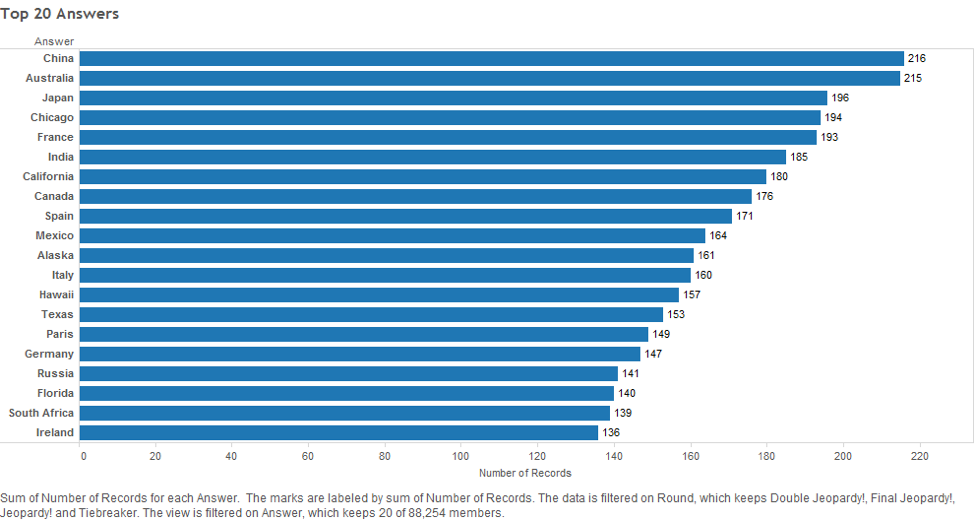 Top 20 Answers
Answer
China 216
Australia 215
Japan 196
Chicago 194
France 193
India 185
California 180
Canada 176
Spain 171
Mexico 164
Alaska 161
Italy 160
Hawaii 157
Texas 153
Paris 149
Germany 147
Russia 141
Florida 140
South Africa 139
Ireland 136
0 20 40 60 80 100 120 140 160 180 200 220
Number of Records
Sum of Number of Records for each Answer. The marks are labeled by sum of Number of Records. The data is filtered on Round, which keeps Double Jeopardy!, Final Jeopardy!,
Jeopardy! and Tiebreaker. The view is filtered on Answer, which keeps 20 of 88,254 members.